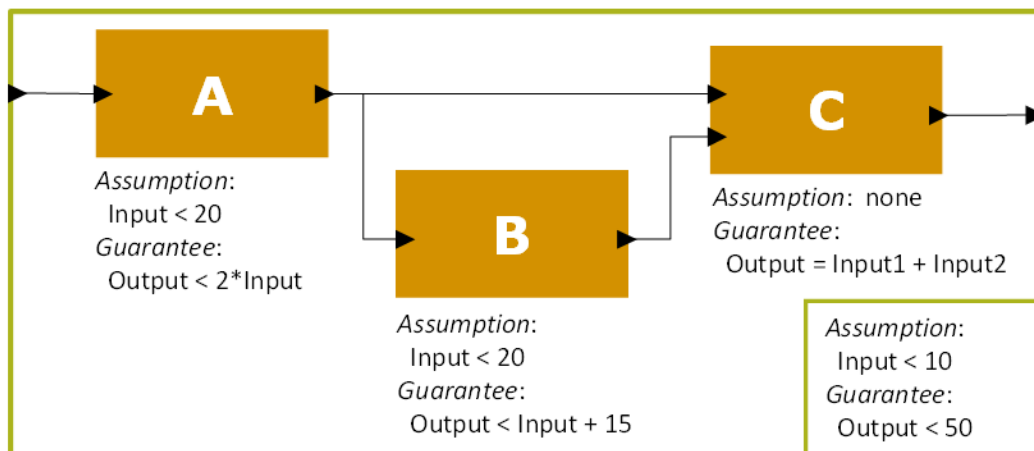 A
Assumption:
Input < 20
Guarantee:
Output < 2*Input
B
Assumption:
Input < 20
Guarantee:
Output < Input + 15
C
Assumption: none
Guarantee:
Output = Input1 + Input2
Assumption:
Input < 10
Guarantee:
Output < 50